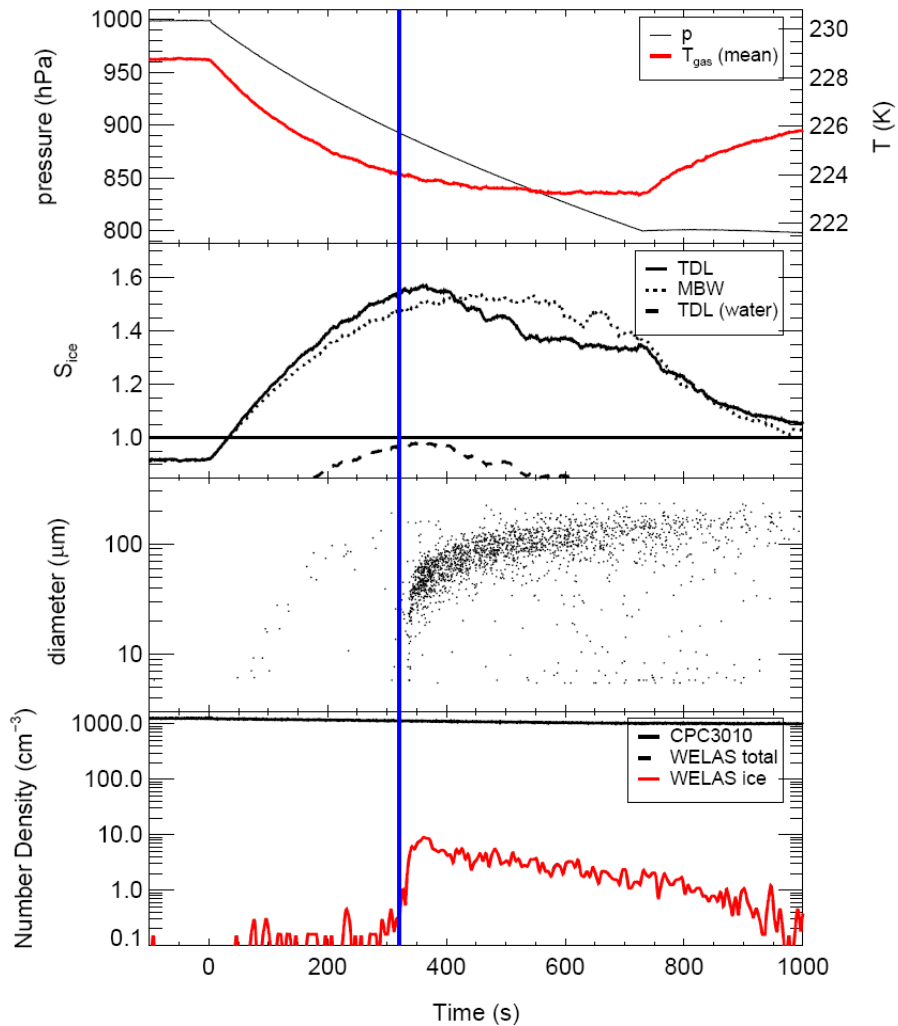 1000
950
900
850
800
pressure (hPa)
p
T_gas (mean)
230
228
226
224
222
T (K)
1.6
1.4
1.2
1.0
S_ice
TDL
MBW
TDL (water)
100
10
diameter (μm)
1000.0
1000.0
10.0
1.0
0.1
Number Density (cm⁻³)
CPC3010
WELAS total
WELAS ice
0
200
400
600
800
1000
Time (s)